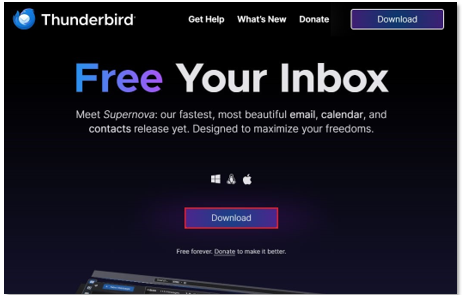 Thunderbird
Get Help What's New Donate Download
Free Your Inbox
Meet Supernova: our fastest, most beautiful email, calendar, and
contacts release yet. Designed to maximize your freedoms.
Download
Free forever. Donate to make it better.